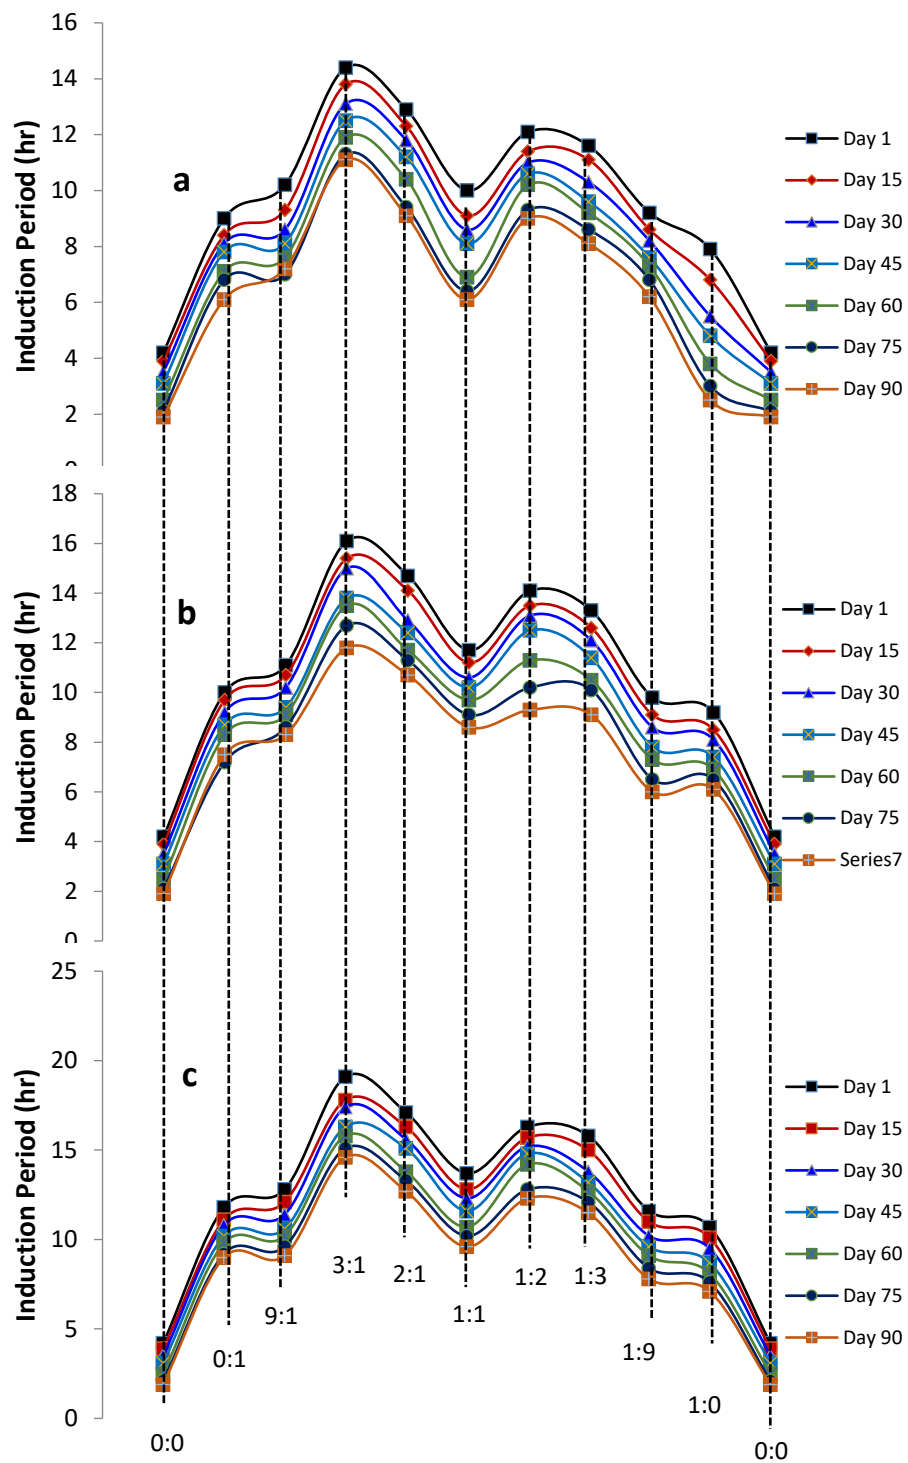 16
14
12
10
8
6
4
2
0
Induction Period (hr)
a
Day 1
Day 15
Day 30
Day 45
Day 60
Day 75
Day 90
18
16
14
12
10
8
6
4
2
0
Induction Period (hr)
b
Day 1
Day 15
Day 30
Day 45
Day 60
Day 75
Series7
25
20
15
10
5
0
Induction Period (hr)
c
Day 1
Day 15
Day 30
Day 45
Day 60
Day 75
Day 90
0:0
0:1
9:1
3:1
2:1
1:1
1:2
1:3
1:9
1:0
0:0